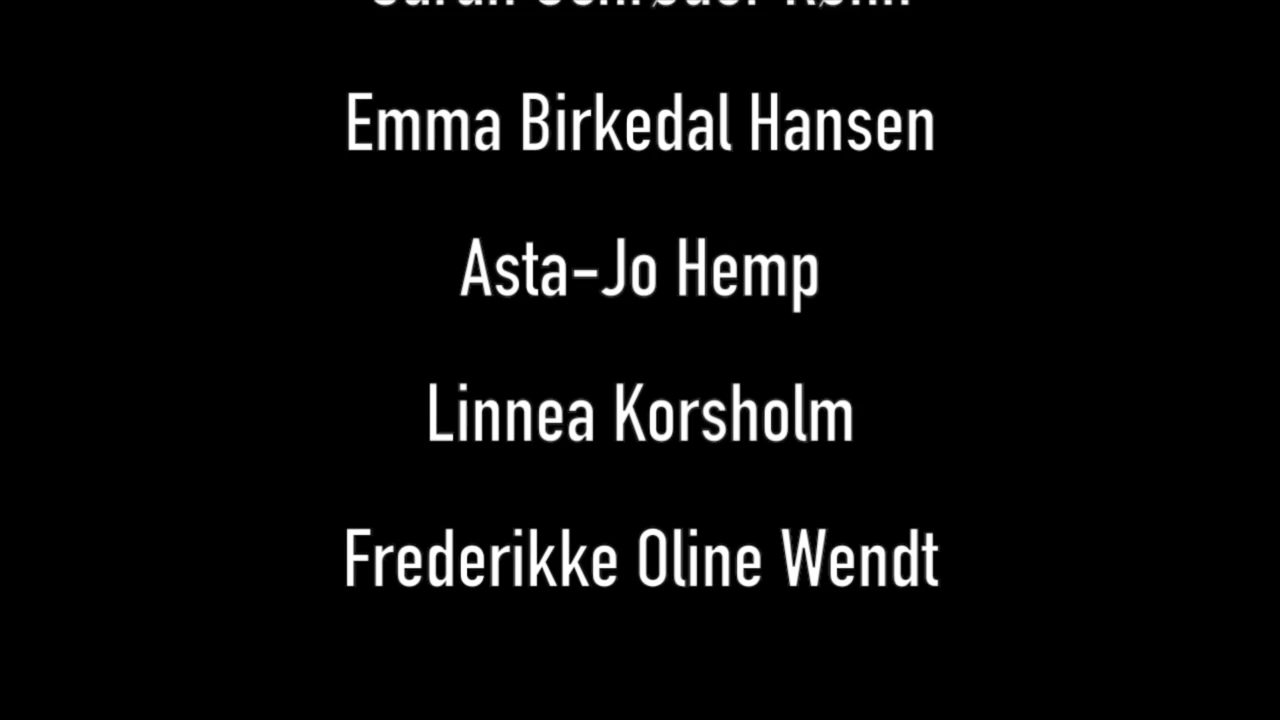 Emma Birkedal Hansen
Asta-Jo Hemp
Linnea Korsholm
Frederikke Oline Wendt